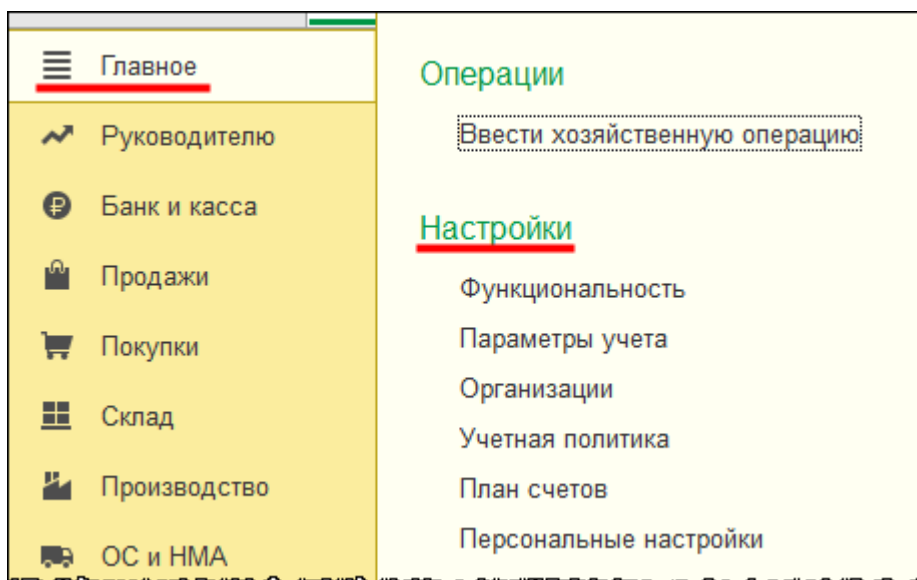 Главное
Руководителю
Банк и касса
Продажи
Покупки
Склад
Производство
ОС и НМА
Операции
Ввести хозяйственную операцию
Настройки
Функциональность
Параметры учета
Организации
Учетная политика
План счетов
Персональные настройки